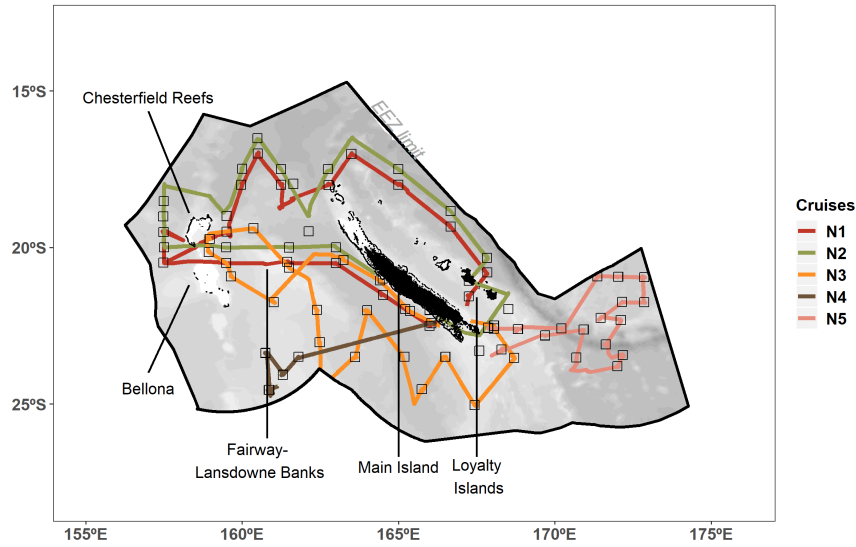 15ºS
20ºS
25ºS
Chesterfield Reefs
EEZ limit
Bellona
Fairway-
Lansdowne Banks
Main Island
Loyalty
Islands
155ºE
160ºE
165ºE
170ºE
175ºE
Cruises
N1
N2
N3
N4
N5